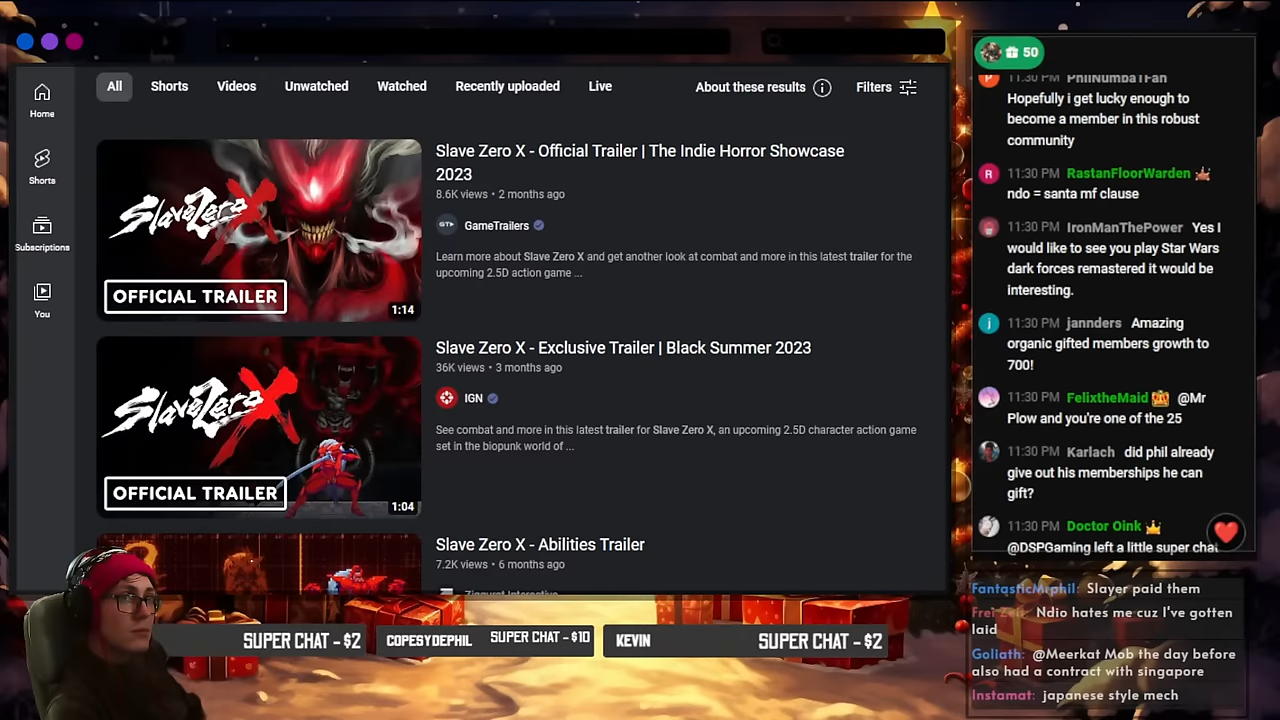 All
Shorts
Videos
Unwatched
Watched
Recently uploaded
Live
About these results
Filters
Home
Shorts
Subscriptions
You
SlaveZero X
OFFICIAL TRAILER
1:14
Slave Zero X - Official Trailer | The Indie Horror Showcase
2023
8.6K views • 2 months ago
GT
GameTrailers
Learn more about Slave Zero X and get another look at combat and more in this latest trailer for the
upcoming 2.5D action game ...
SlaveZero X
OFFICIAL TRAILER
1:04
Slave Zero X - Exclusive Trailer | Black Summer 2023
36K views • 3 months ago
IGN
See combat and more in this latest trailer for Slave Zero X, an upcoming 2.5D character action game
set in the biopunk world of ...
Slave Zero X - Abilities Trailer
7.2K views • 6 months ago
Ziggurat Interactive
SUPER CHAT - $2
COPESYDEPHIL SUPER CHAT - $10
KEVIN SUPER CHAT - $2
50
P 11:30 PM PhilNumba1Fan
Hopefully i get lucky enough to
become a member in this robust
community
R 11:30 PM RastanFloorWarden
ndo = santa mf clause
11:30 PM IronManThePower Yes I
would like to see you play Star Wars
dark forces remastered it would be
interesting.
j 11:30 PM jannders Amazing
organic gifted members growth to
700!
11:30 PM FelixtheMaid @Mr
Plow and you're one of the 25
11:30 PM Karlach did phil already
give out his memberships he can
gift?
11:30 PM Doctor Oink
@DSPGaming left a little super chat
FantasticMrphil: Slayer paid them
Frei Zeit: Ndio hates me cuz I've gotten
laid
Goliath: @Meerkat Mob the day before
also had a contract with singapore
Instamat: japanese style mech